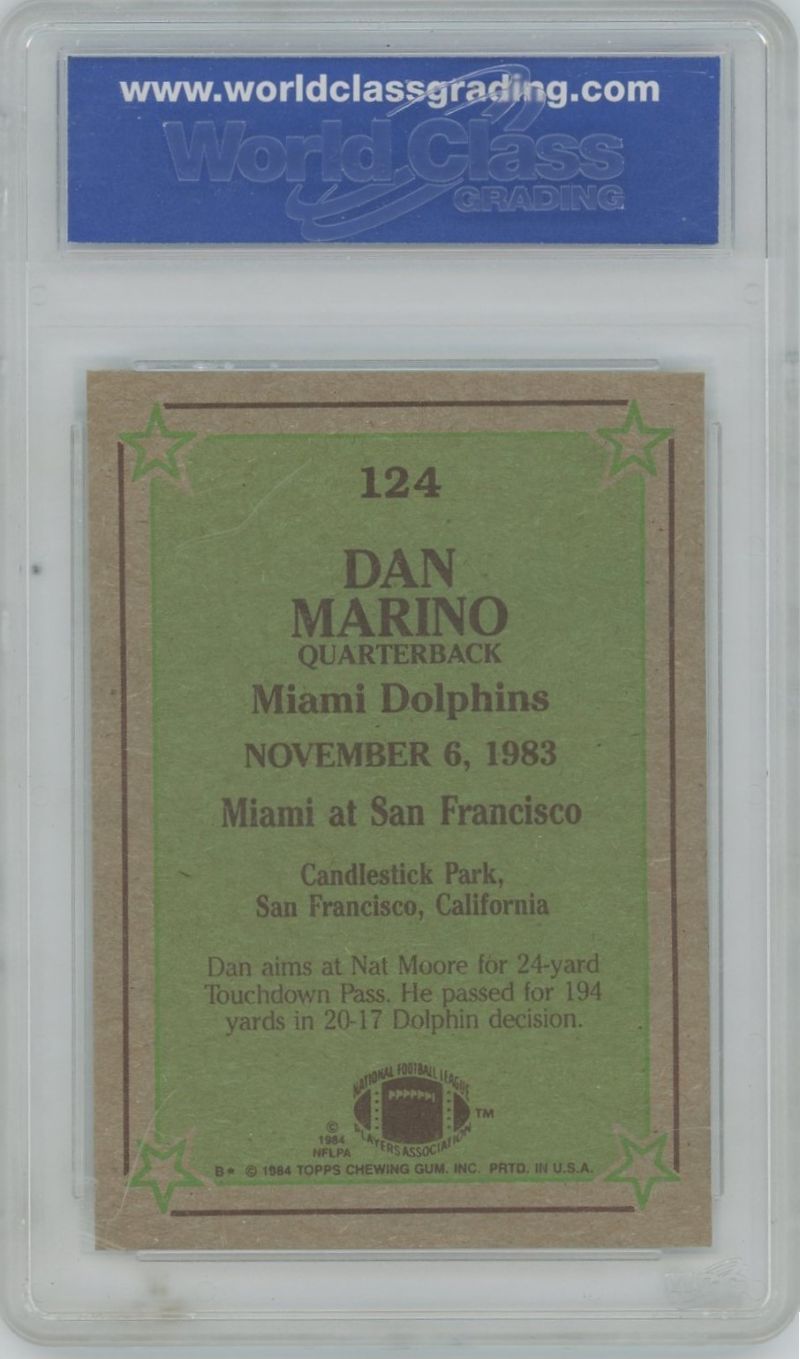 www.worldclassgrading.com
World Class
GRADING
124
DAN
MARINO
QUARTERBACK
Miami Dolphins
NOVEMBER 6, 1983
Miami at San Francisco
Candlestick Park,
San Francisco, California
Dan aims at Nat Moore for 24-yard
Touchdown Pass. He passed for 194
yards in 20-17 Dolphin decision.
NATIONAL FOOTBALL LEAGUE
PLAYERS ASSOCIATION
TM
©
1984
NFLPA
B* © 1984 TOPPS CHEWING GUM. INC. PRTD. IN U.S.A.